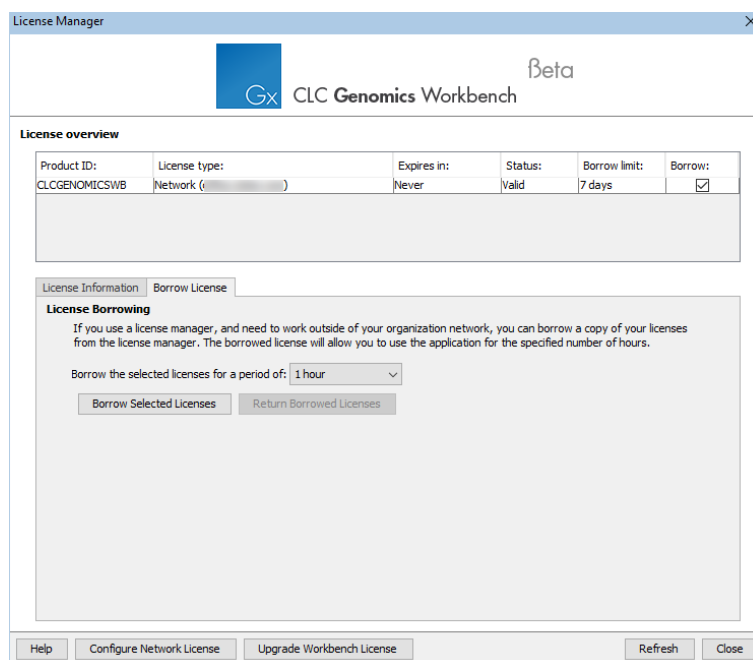 License Manager
ßeta
Gx CLC Genomics Workbench
License overview
Product ID: License type: Expires in: Status: Borrow limit: Borrow:
CLCGENOMICSWB Network ( ) Never Valid 7 days
License Information Borrow License
License Borrowing
If you use a license manager, and need to work outside of your organization network, you can borrow a copy of your licenses
from the license manager. The borrowed license will allow you to use the application for the specified number of hours.
Borrow the selected licenses for a period of: 1 hour
Borrow Selected Licenses Return Borrowed Licenses
Help Configure Network License Upgrade Workbench License Refresh Close